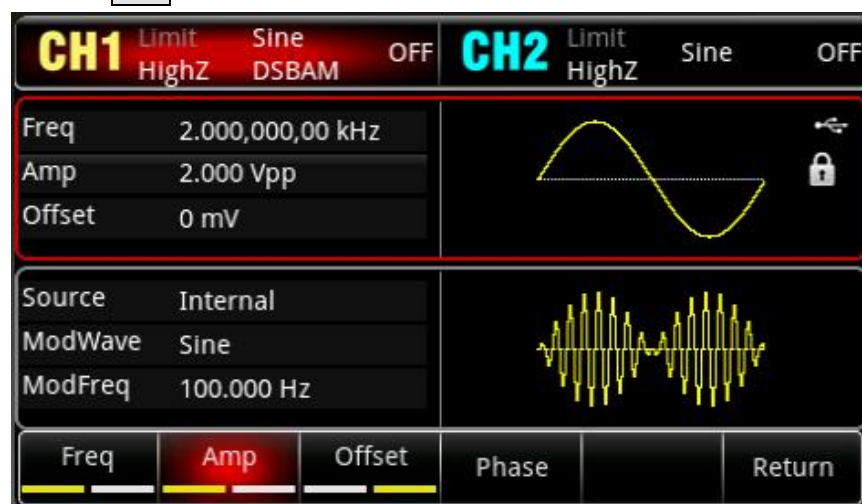 CH1 Limit Sine OFF CH2 Limit Sine OFF
HighZ DSBAM HighZ
Freq 2.000,000,00 kHz
Amp 2.000 Vpp
Offset 0 mV
Source Internal
ModWave Sine
ModFreq 100.000 Hz
Freq Amp Offset Phase Return